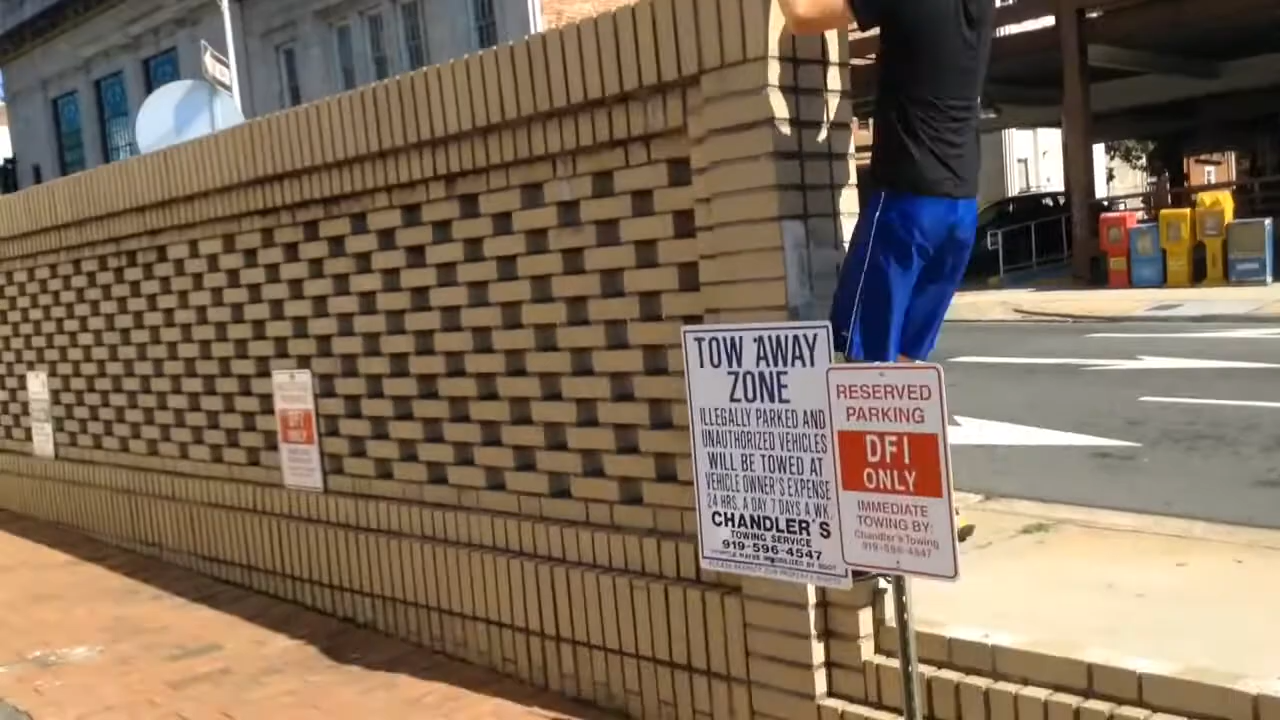 TOW AWAY
ZONE
ILLEGALLY PARKED AND
UNAUTHORIZED VEHICLES
WILL BE TOWED AT
VEHICLE OWNER'S EXPENSE
24 HRS. A DAY 7 DAYS A WK.
CHANDLER'S
TOWING SERVICE
919-596-4547
RESERVED
PARKING
DFI
ONLY
IMMEDIATE
TOWING BY:
Chandler's Towing
919-596-4547
DFI
ONLY